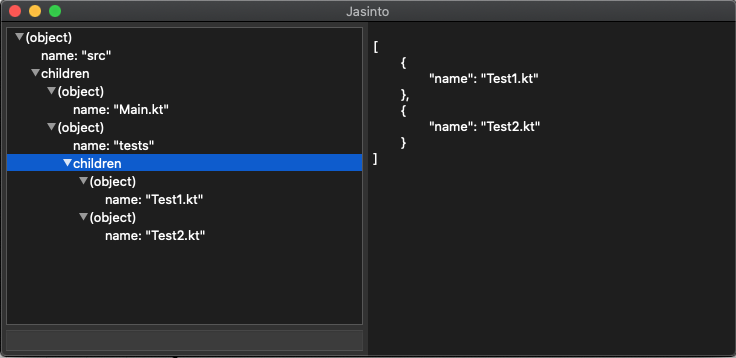 Jasinto
(object)
name: "src"
children
(object)
name: "Main.kt"
(object)
name: "tests"
children
(object)
name: "Test1.kt"
(object)
name: "Test2.kt"
[
{
"name": "Test1.kt"
},
{
"name": "Test2.kt"
}
]